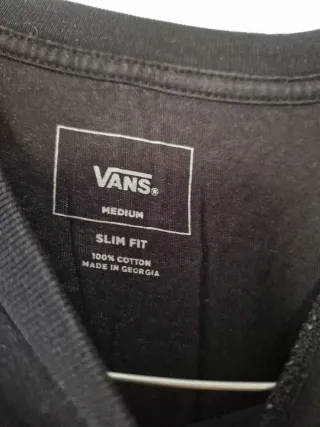 VANS®
MEDIUM
SLIM FIT
100% COTTON
MADE IN GEORGIA